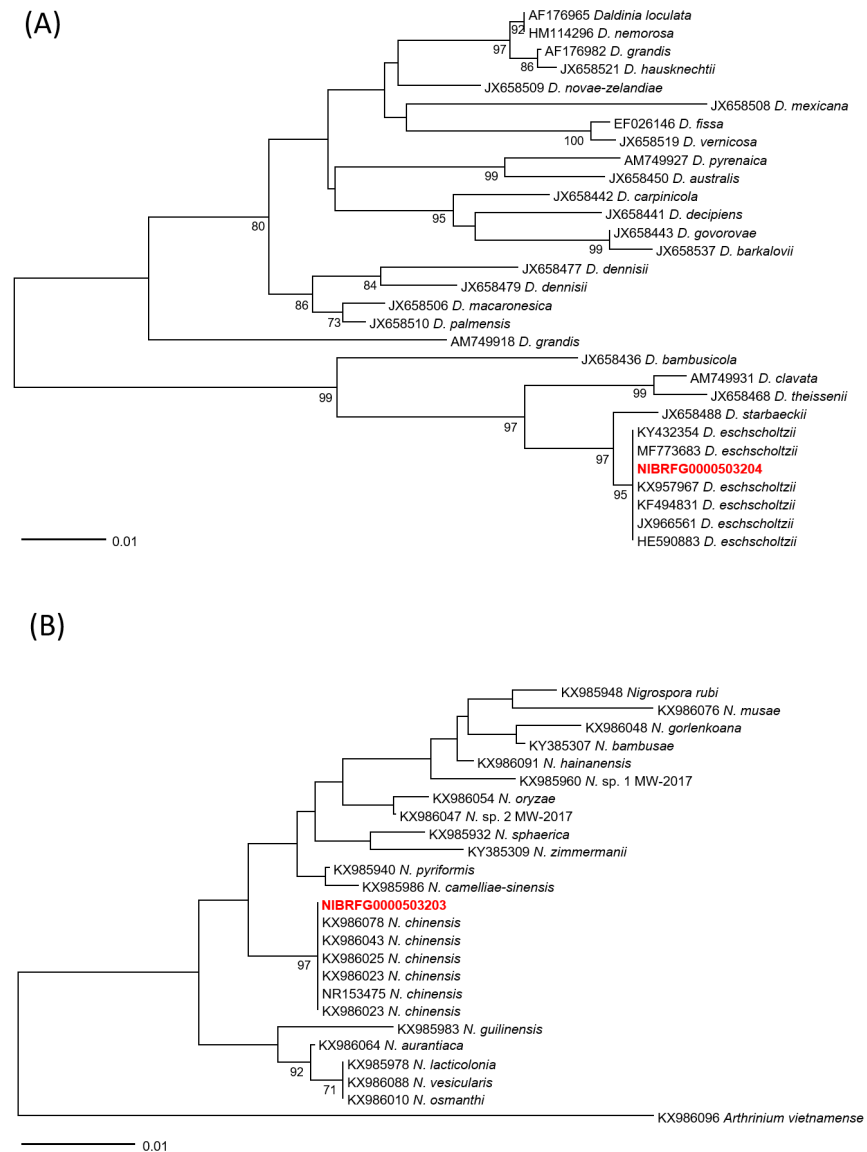 (A)
AF176965 Daldinia loculata
92
HM114296 D. nemorosa
97
AF176982 D. grandis
86
JX658521 D. hausknechtii
JX658509 D. novae-zelandiae
JX658508 D. mexicana
EF026146 D. fissa
100
JX658519 D. vernicosa
AM749927 D. pyrenaica
99
JX658450 D. australis
JX658442 D. carpinicola
95
JX658441 D. decipiens
80
JX658443 D. govorovae
99
JX658537 D. barkalovii
JX658477 D. dennisii
84
JX658479 D. dennisii
86
JX658506 D. macaronesica
73
JX658510 D. palmensis
AM749918 D. grandis
JX658436 D. bambusicola
99
AM749931 D. clavata
99
JX658468 D. theissenii
97
JX658488 D. starbaeckii
KY432354 D. eschscholtzii
MF773683 D. eschscholtzii
97
NIBRFG0000503204
KX957967 D. eschscholtzii
95
KF494831 D. eschscholtzii
JX966561 D. eschscholtzii
HE590883 D. eschscholtzii
0.01
(B)
KX985948 Nigrospora rubi
KX986076 N. musae
KX986048 N. gorlenkoana
KY385307 N. bambusae
KX986091 N. hainanensis
KX985960 N. sp. 1 MW-2017
KX986054 N. oryzae
KX986047 N. sp. 2 MW-2017
KX985932 N. sphaerica
KY385309 N. zimmermanii
KX985940 N. pyriformis
KX985986 N. camelliae-sinensis
NIBRFG0000503203
KX986078 N. chinensis
KX986043 N. chinensis
97
KX986025 N. chinensis
KX986023 N. chinensis
NR153475 N. chinensis
KX986023 N. chinensis
KX985983 N. guilinensis
KX986064 N. aurantiaca
92
KX985978 N. lacticolonia
71
KX986088 N. vesicularis
KX986010 N. osmanthi
KX986096 Arthrinium vietnamense
0.01